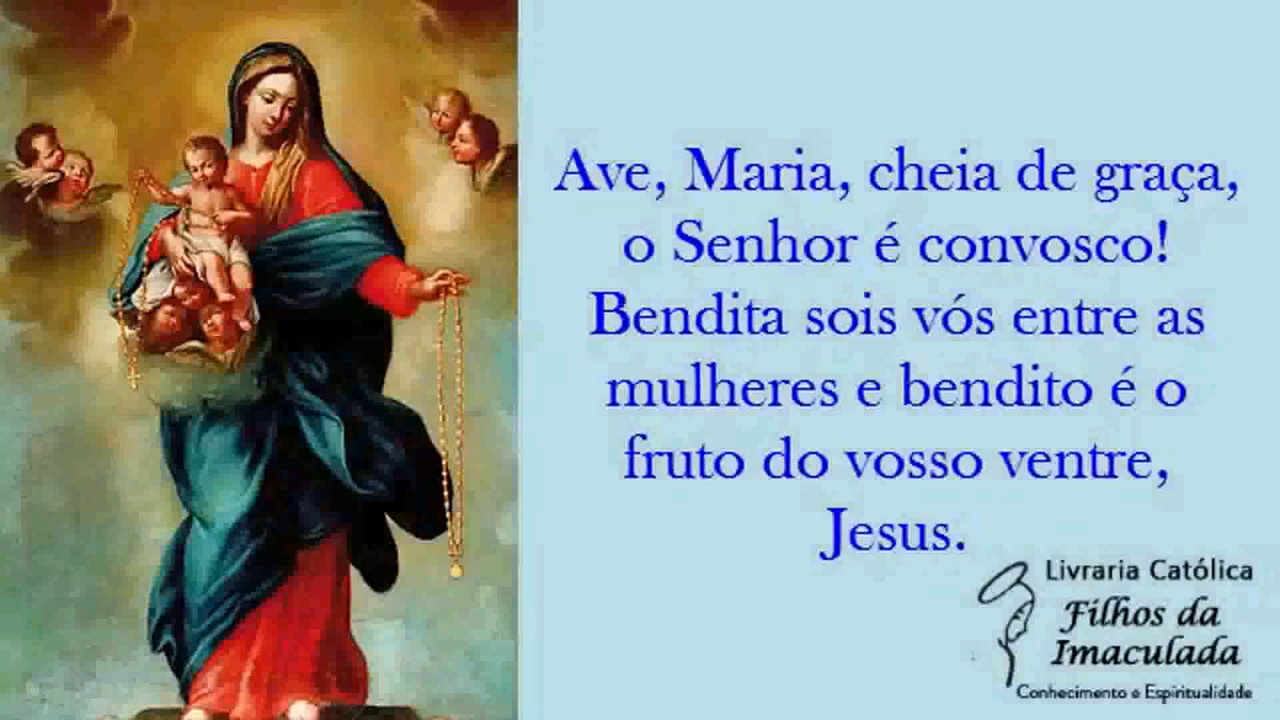 Ave, Maria, cheia de graça,
o Senhor é convosco!
Bendita sois vós entre as
mulheres e bendito é o
fruto do vosso ventre,
Jesus.
Livraria Católica
Filhos da
Imaculada
Conhecimento e Espiritualidade